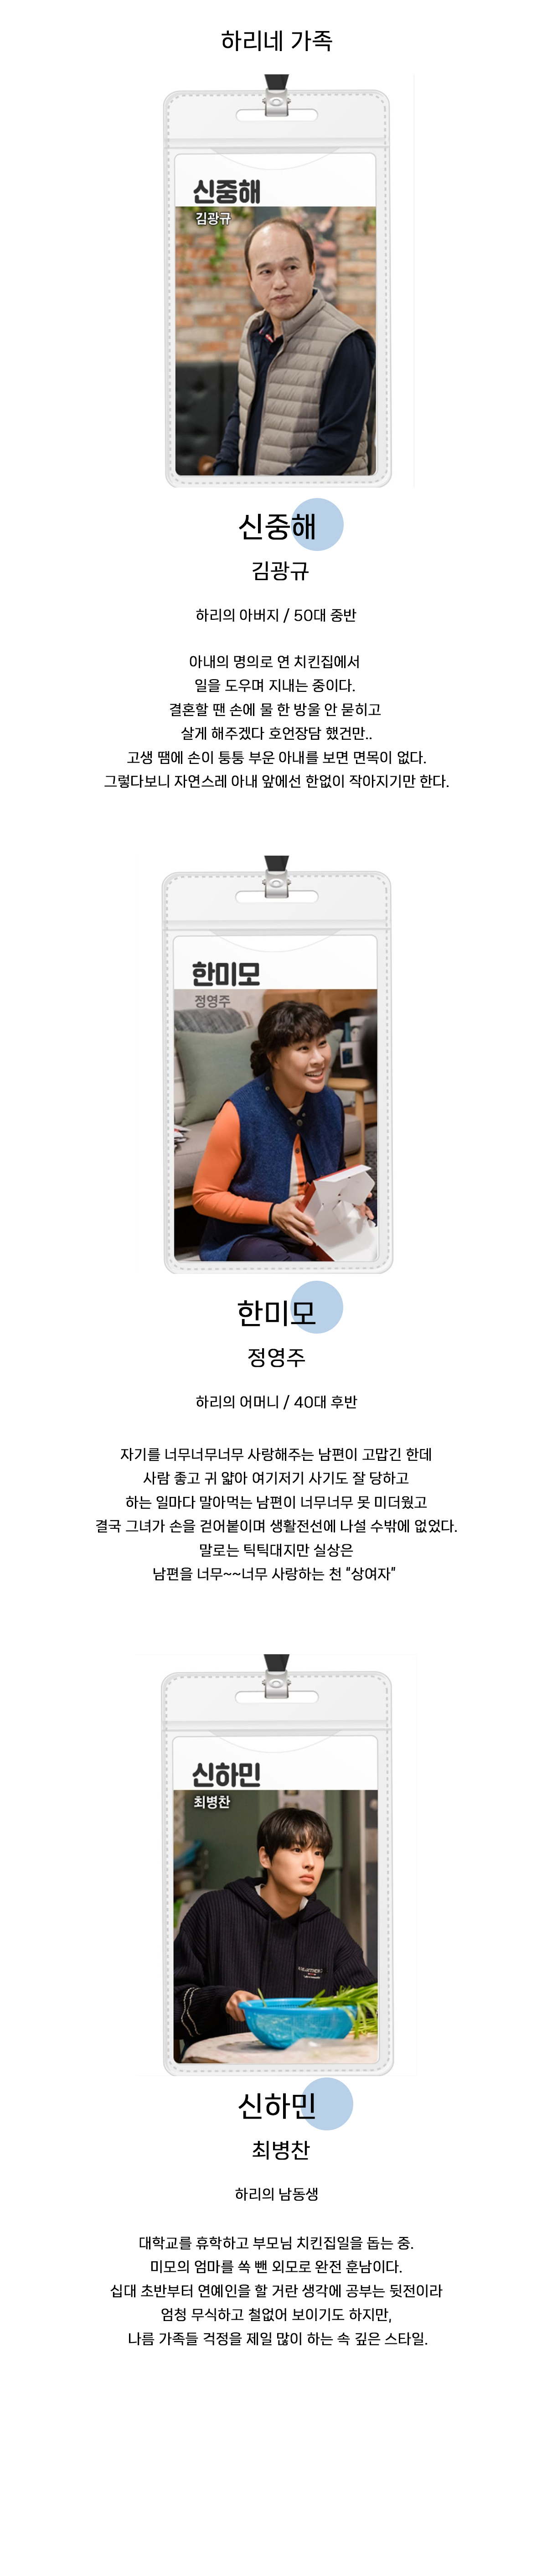 하리네 가족
신중해
김광규
신중해
김광규
하리의 아버지 / 50대 중반
아내의 명의로 연 치킨집에서
일을 도우며 지내는 중이다.
결혼할 땐 손에 물 한 방울 안 묻히고
살게 해주겠다 호언장담 했건만..
고생 땜에 손이 퉁퉁 부운 아내를 보면 면목이 없다.
그렇다보니 자연스레 아내 앞에선 한없이 작아지기만 한다.
한미모
정영주
한미모
정영주
하리의 어머니 / 40대 후반
자기를 너무너무너무 사랑해주는 남편이 고맙긴 한데
사람 좋고 귀 얇아 여기저기 사기도 잘 당하고
하는 일마다 말아먹는 남편이 너무너무 못 미더웠고
결국 그녀가 손을 걷어붙이며 생활전선에 나설 수밖에 없었다.
말로는 틱틱대지만 실상은
남편을 너무~~너무 사랑하는 천 "상여자"
신하민
최병찬
신하민
최병찬
하리의 남동생
대학교를 휴학하고 부모님 치킨집일을 돕는 중.
미모의 엄마를 쏙 뺀 외모로 완전 훈남이다.
십대 초반부터 연예인을 할 거란 생각에 공부는 뒷전이라
엄청 무식하고 철없어 보이기도 하지만,
나름 가족들 걱정을 제일 많이 하는 속 깊은 스타일.